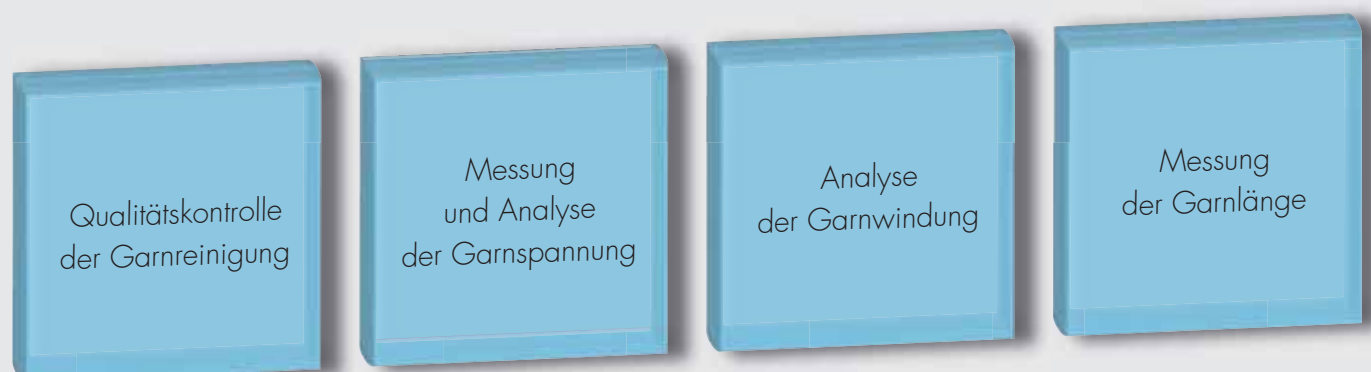 Qualitätskontrolle
der Garnreinigung
Messung
und Analyse
der Garnspannung
Analyse
der Garnwindung
Messung
der Garnlänge